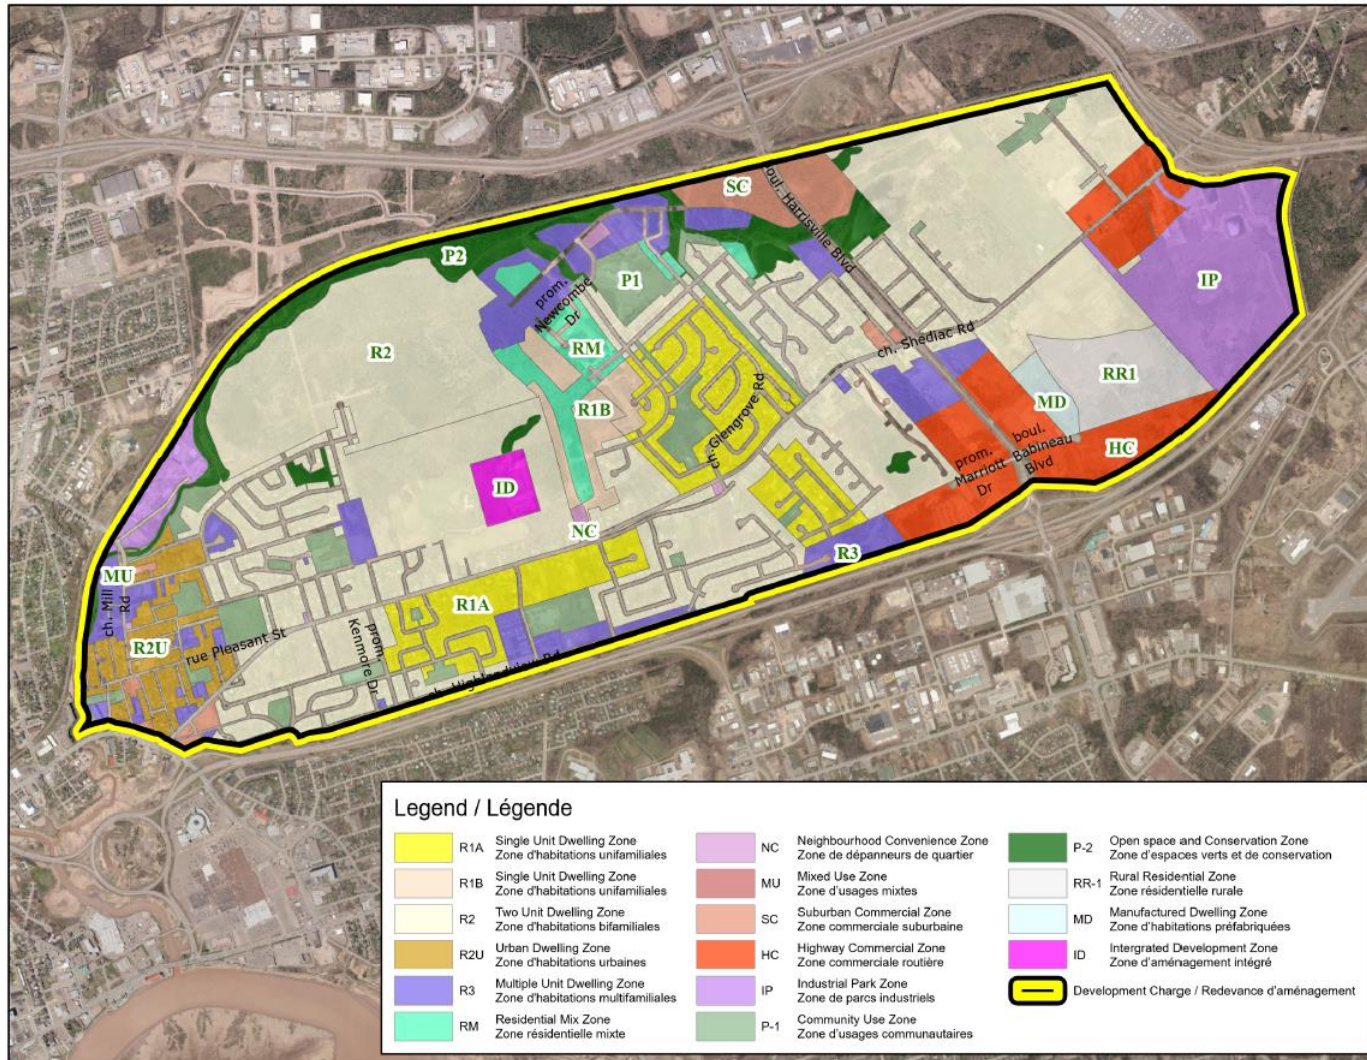 SC
boul. Harrisville Blvd
P2
P1
IP
prom.
Newcombe
Dr
R2
RM
ch. Shediac Rd
RR1
MD
R1B
ch. Glengrove Rd
boul.
Babineau
Blvd
HC
prom.
Marriott
Dr
ID
NC
R3
MU
ch. Mill
Rd
R1A
R2U
rue Pleasant St
prom.
Kenmore Dr
ch. Highlandview Rd
Legend / Légende
R1A Single Unit Dwelling Zone
Zone d'habitations unifamiliales
R1B Single Unit Dwelling Zone
Zone d'habitations unifamiliales
R2 Two Unit Dwelling Zone
Zone d'habitations bifamiliales
R2U Urban Dwelling Zone
Zone d'habitations urbaines
R3 Multiple Unit Dwelling Zone
Zone d'habitations multifamiliales
RM Residential Mix Zone
Zone résidentielle mixte
NC Neighbourhood Convenience Zone
Zone de dépanneurs de quartier
MU Mixed Use Zone
Zone d'usages mixtes
SC Suburban Commercial Zone
Zone commerciale suburbaine
HC Highway Commercial Zone
Zone commerciale routière
IP Industrial Park Zone
Zone de parcs industriels
P-1 Community Use Zone
Zone d'usages communautaires
P-2 Open space and Conservation Zone
Zone d'espaces verts et de conservation
RR-1 Rural Residential Zone
Zone résidentielle rurale
MD Manufactured Dwelling Zone
Zone d'habitations préfabriquées
ID Intergrated Development Zone
Zone d'aménagement intégré
Development Charge / Redevance d'aménagement